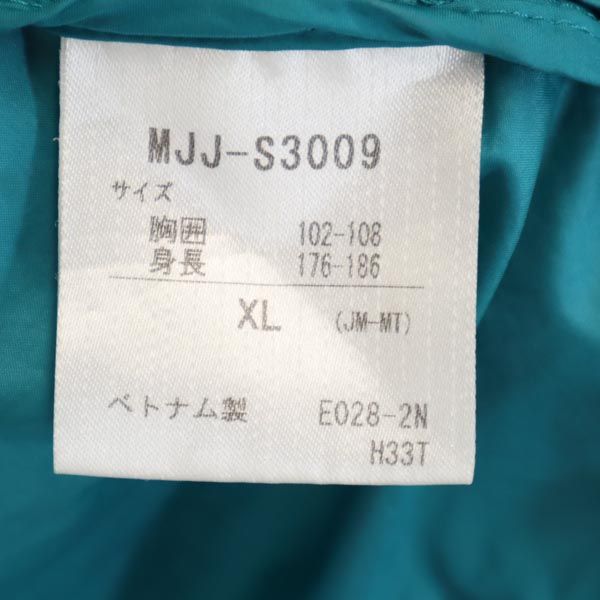 MJJ-S3009
サイズ
胸囲 102-108
身長 176-186
XL (JM-MT)
ベトナム製 E028-2N
H33T